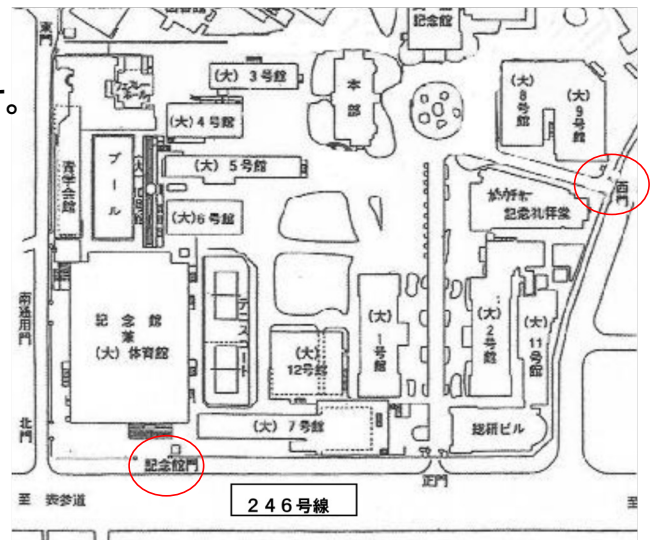 記念館
東門
(大)3号館
本部
(大)8号館
(大)9号館
。
(大)4号館
プール
(大)5号館
青学会館
西門
記念礼拝堂
(大)6号館
テニスコート
南通用門
記念館
兼
(大)体育館
(大)1号館
(大)2号館
(大)11号館
(大)12号館
北門
(大)7号館
総研ビル
記念館門
正門
至 表参道
246号線
至